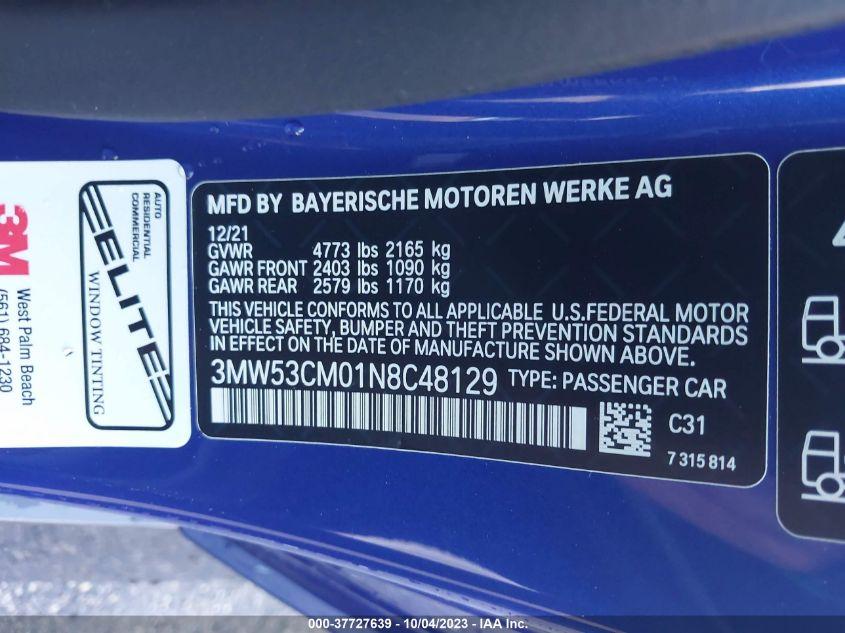 MFD BY BAYERISCHE MOTOREN WERKE AG
12/21
GVWR 4773 lbs 2165 kg
GAWR FRONT 2403 lbs 1090 kg
GAWR REAR 2579 lbs 1170 kg
THIS VEHICLE CONFORMS TO ALL APPLICABLE U.S.FEDERAL MOTOR
VEHICLE SAFETY, BUMPER AND THEFT PREVENTION STANDARDS
IN EFFECT ON THE DATE OF MANUFACTURE SHOWN ABOVE.
3MW53CM01N8C48129 TYPE: PASSENGER CAR
C31
7 315 814
AUTO
RESIDENTIAL
COMMERCIAL
ELITE
WINDOW TINTING
3M
West Palm Beach
(561) 684-1230
000-37727639 - 10/04/2023 - Copyright © 2023 IAA, Inc.